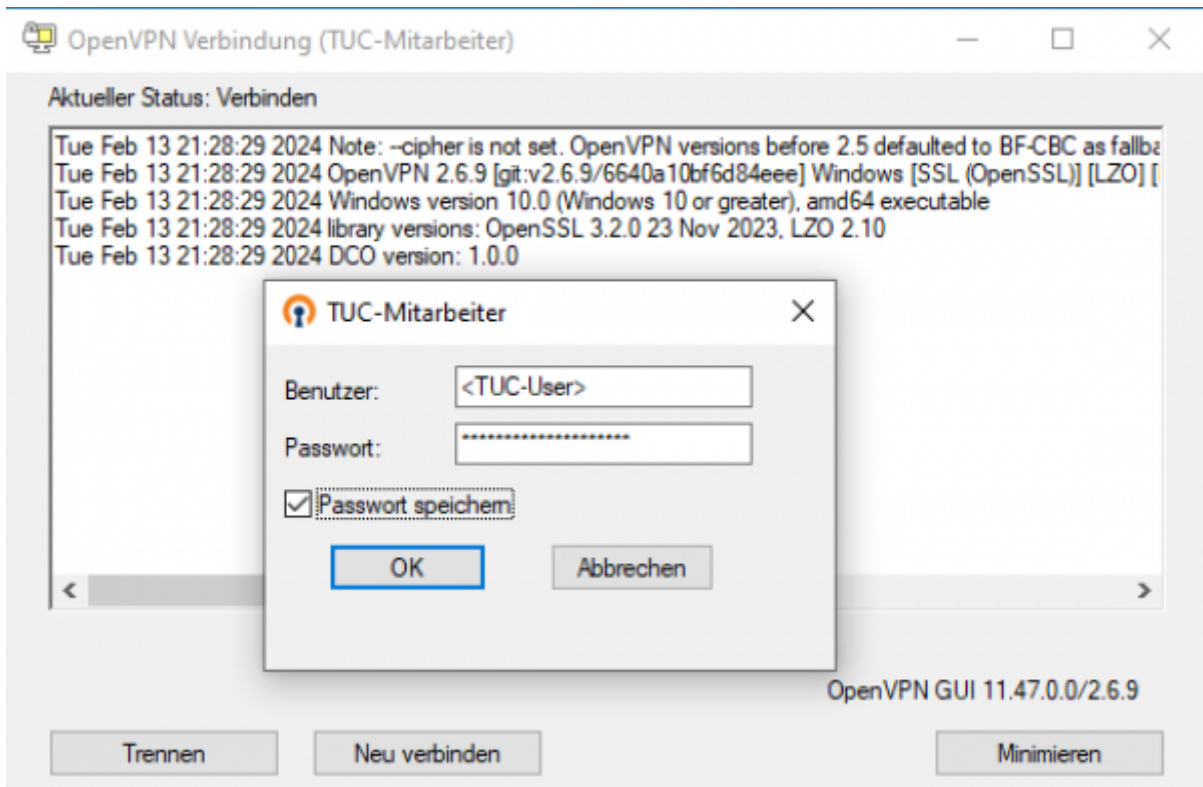 OpenVPN Verbindung (TUC-Mitarbeiter)
Aktueller Status: Verbinden
Tue Feb 13 21:28:29 2024 Note: --cipher is not set. OpenVPN versions before 2.5 defaulted to BF-CBC as fallba
Tue Feb 13 21:28:29 2024 OpenVPN 2.6.9 [git:v2.6.9/6640a10bf6d84eee] Windows [SSL (OpenSSL)] [LZO] [
Tue Feb 13 21:28:29 2024 Windows version 10.0 (Windows 10 or greater), amd64 executable
Tue Feb 13 21:28:29 2024 library versions: OpenSSL 3.2.0 23 Nov 2023, LZO 2.10
Tue Feb 13 21:28:29 2024 DCO version: 1.0.0
TUC-Mitarbeiter
Benutzer: <TUC-User>
Passwort: ********************
Passwort speichern
OK Abbrechen
OpenVPN GUI 11.47.0.0/2.6.9
Trennen Neu verbinden Minimieren